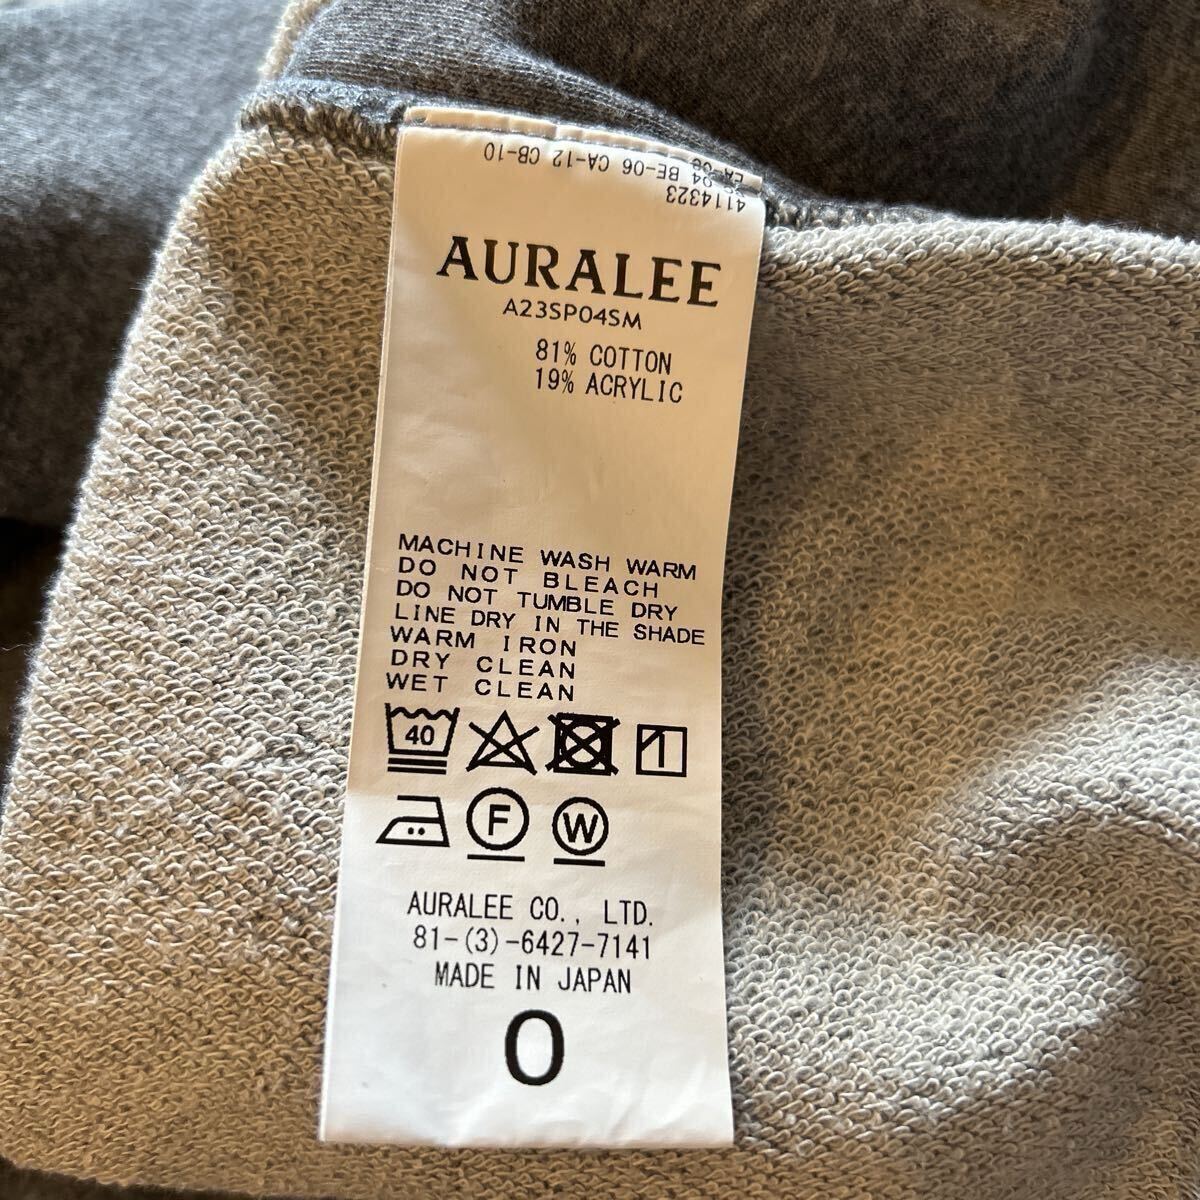 4114323
04 BE-06 CA-12 CB-10
AURALEE
A23SP04SM
81% COTTON
19% ACRYLIC
MACHINE WASH WARM
DO NOT BLEACH
DO NOT TUMBLE DRY
LINE DRY IN THE SHADE
WARM IRON
DRY CLEAN
WET CLEAN
40
F W
AURALEE CO., LTD.
81-(3)-6427-7141
MADE IN JAPAN
0